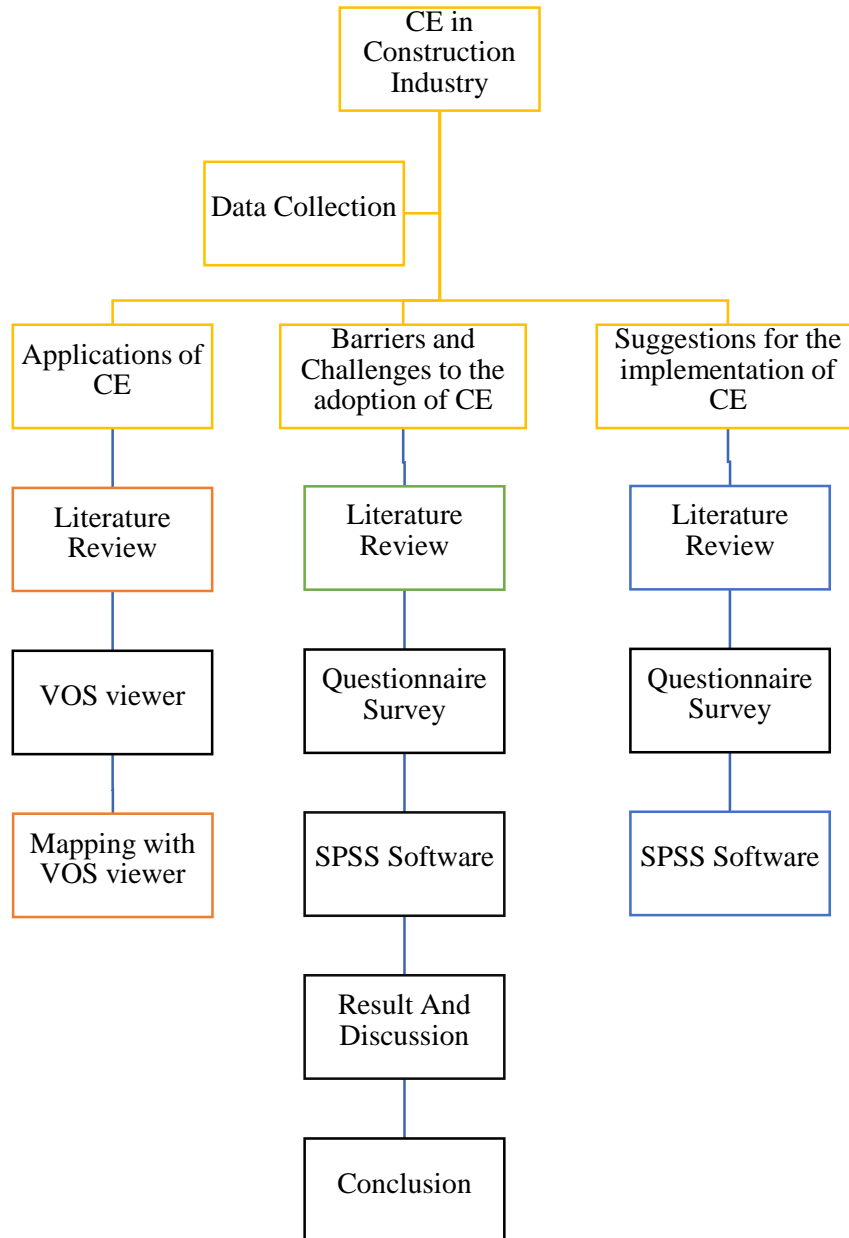 CE in
Construction
Industry
Data Collection
Applications of
CE
Barriers and
Challenges to the
adoption of CE
Suggestions for the
implementation of
CE
Literature
Review
Literature
Review
Literature
Review
VOS viewer
Questionnaire
Survey
Questionnaire
Survey
Mapping with
VOS viewer
SPSS Software
SPSS Software
Result And
Discussion
Conclusion